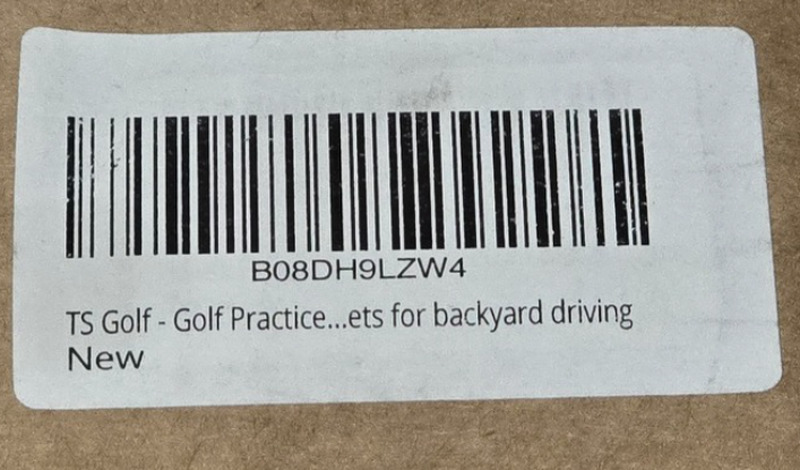 B08DH9LZW4
TS Golf - Golf Practice...ets for backyard driving
New